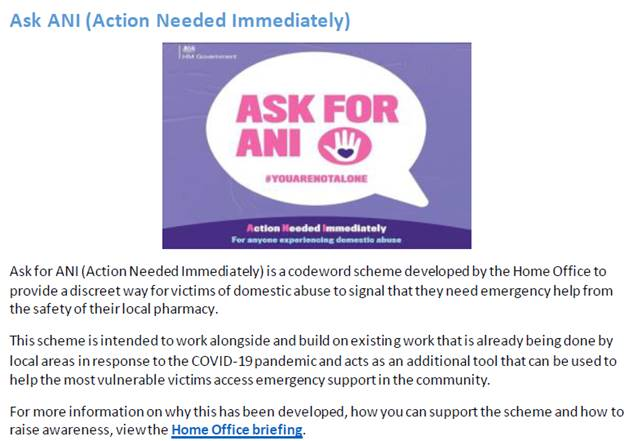 Ask ANI (Action Needed Immediately)
HM Government
ASK FOR
ANI
#YOUARENOTALONE
Action Needed Immediately
For anyone experiencing domestic abuse
Ask for ANI (Action Needed Immediately) is a codeword scheme developed by the Home Office to
provide a discreet way for victims of domestic abuse to signal that they need emergency help from
the safety of their local pharmacy.
This scheme is intended to work alongside and build on existing work that is already being done by
local areas in response to the COVID-19 pandemic and acts as an additional tool that can be used to
help the most vulnerable victims access emergency support in the community.
For more information on why this has been developed, how you can support the scheme and how to
raise awareness, view the Home Office briefing.